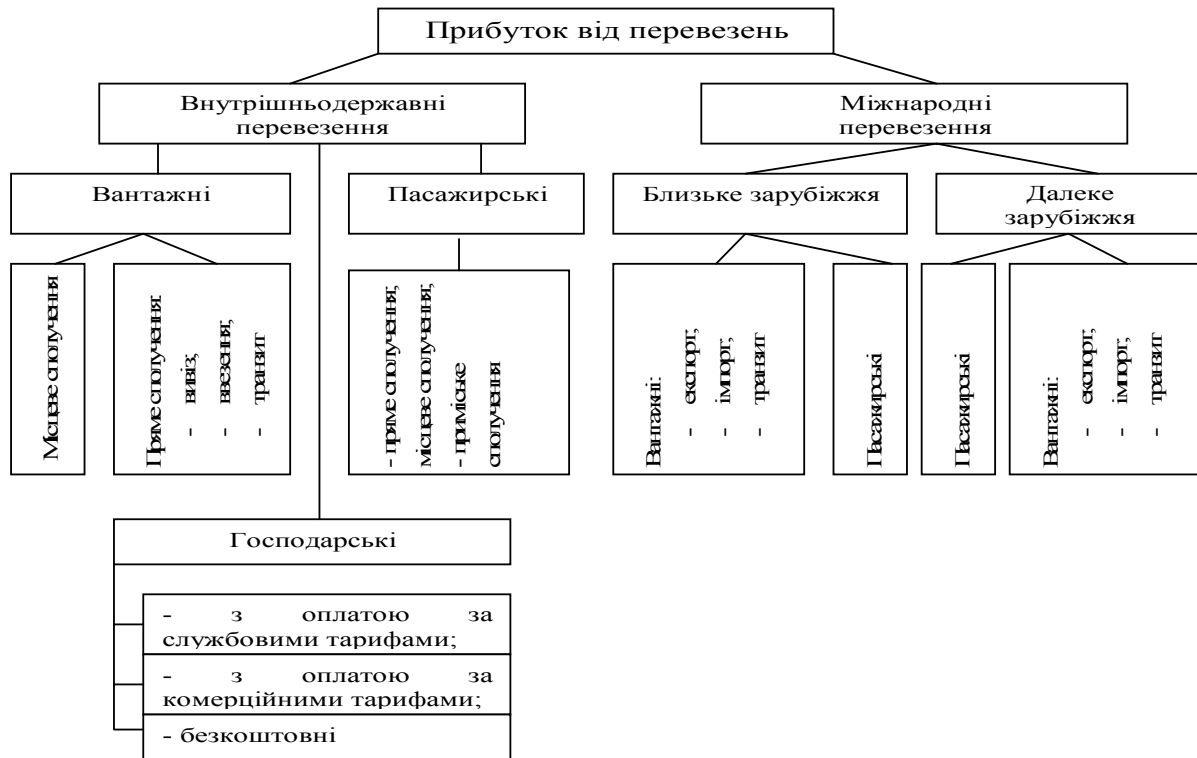 Прибуток від перевезень
Внутрішньодержавні
перевезення
Міжнародні
перевезення
Вантажні
Пасажирські
Близьке зарубіжжя
Далеке
зарубіжжя
Місцеве сполучення
Пряме сполучення:
- вивіз;
- ввезення;
- транзит
- пряме сполучення;
місцеве сполучення;
- приміське
сполучення
Вантажні:
- експорт;
- імпорт;
- транзит
Пасажирські
Пасажирські
Вантажні:
- експорт;
- імпорт;
- транзит
Господарські
- з оплатою за
службовими тарифами;
- з оплатою за
комерційними тарифами;
- безкоштовні